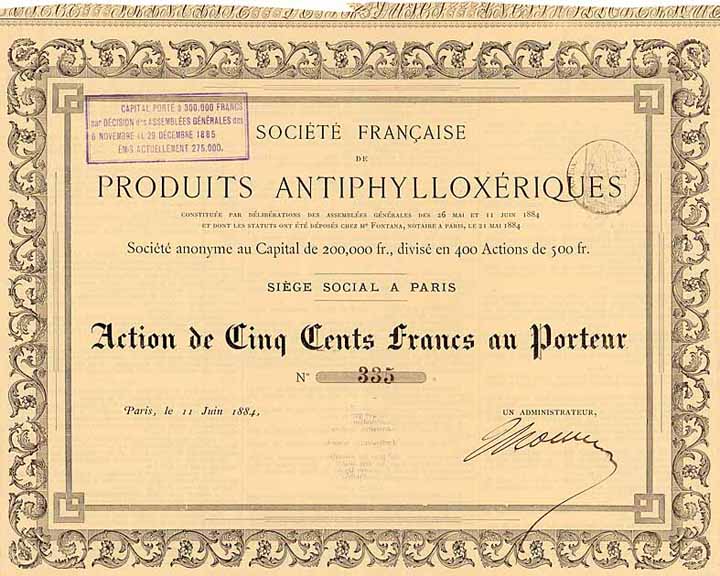 CAPITAL PORTÉ à 300.000 FRANCS
par DÉCISION des ASSEMBLÉES GÉNÉRALES des
6 NOVEMBRE et 29 DÉCEMBRE 1885
ÉMIS ACTUELLEMENT 275.000.
SOCIÉTÉ FRANÇAISE
DE
PRODUITS ANTIPHYLLOXÉRIQUES
CONSTITUÉE PAR DÉLIBÉRATIONS DES ASSEMBLÉES GÉNÉRALES DES 26 MAI ET 11 JUIN 1884
ET DONT LES STATUTS ONT ÉTÉ DÉPOSÉS CHEZ Mᵉ FONTANA, NOTAIRE A PARIS, LE 21 MAI 1884
Société anonyme au Capital de 200,000 fr., divisé en 400 Actions de 500 fr.
SIÈGE SOCIAL A PARIS
Action de Cinq Cents Francs au Porteur
N° 335
Paris, le 11 Juin 1884,
UN ADMINISTRATEUR,